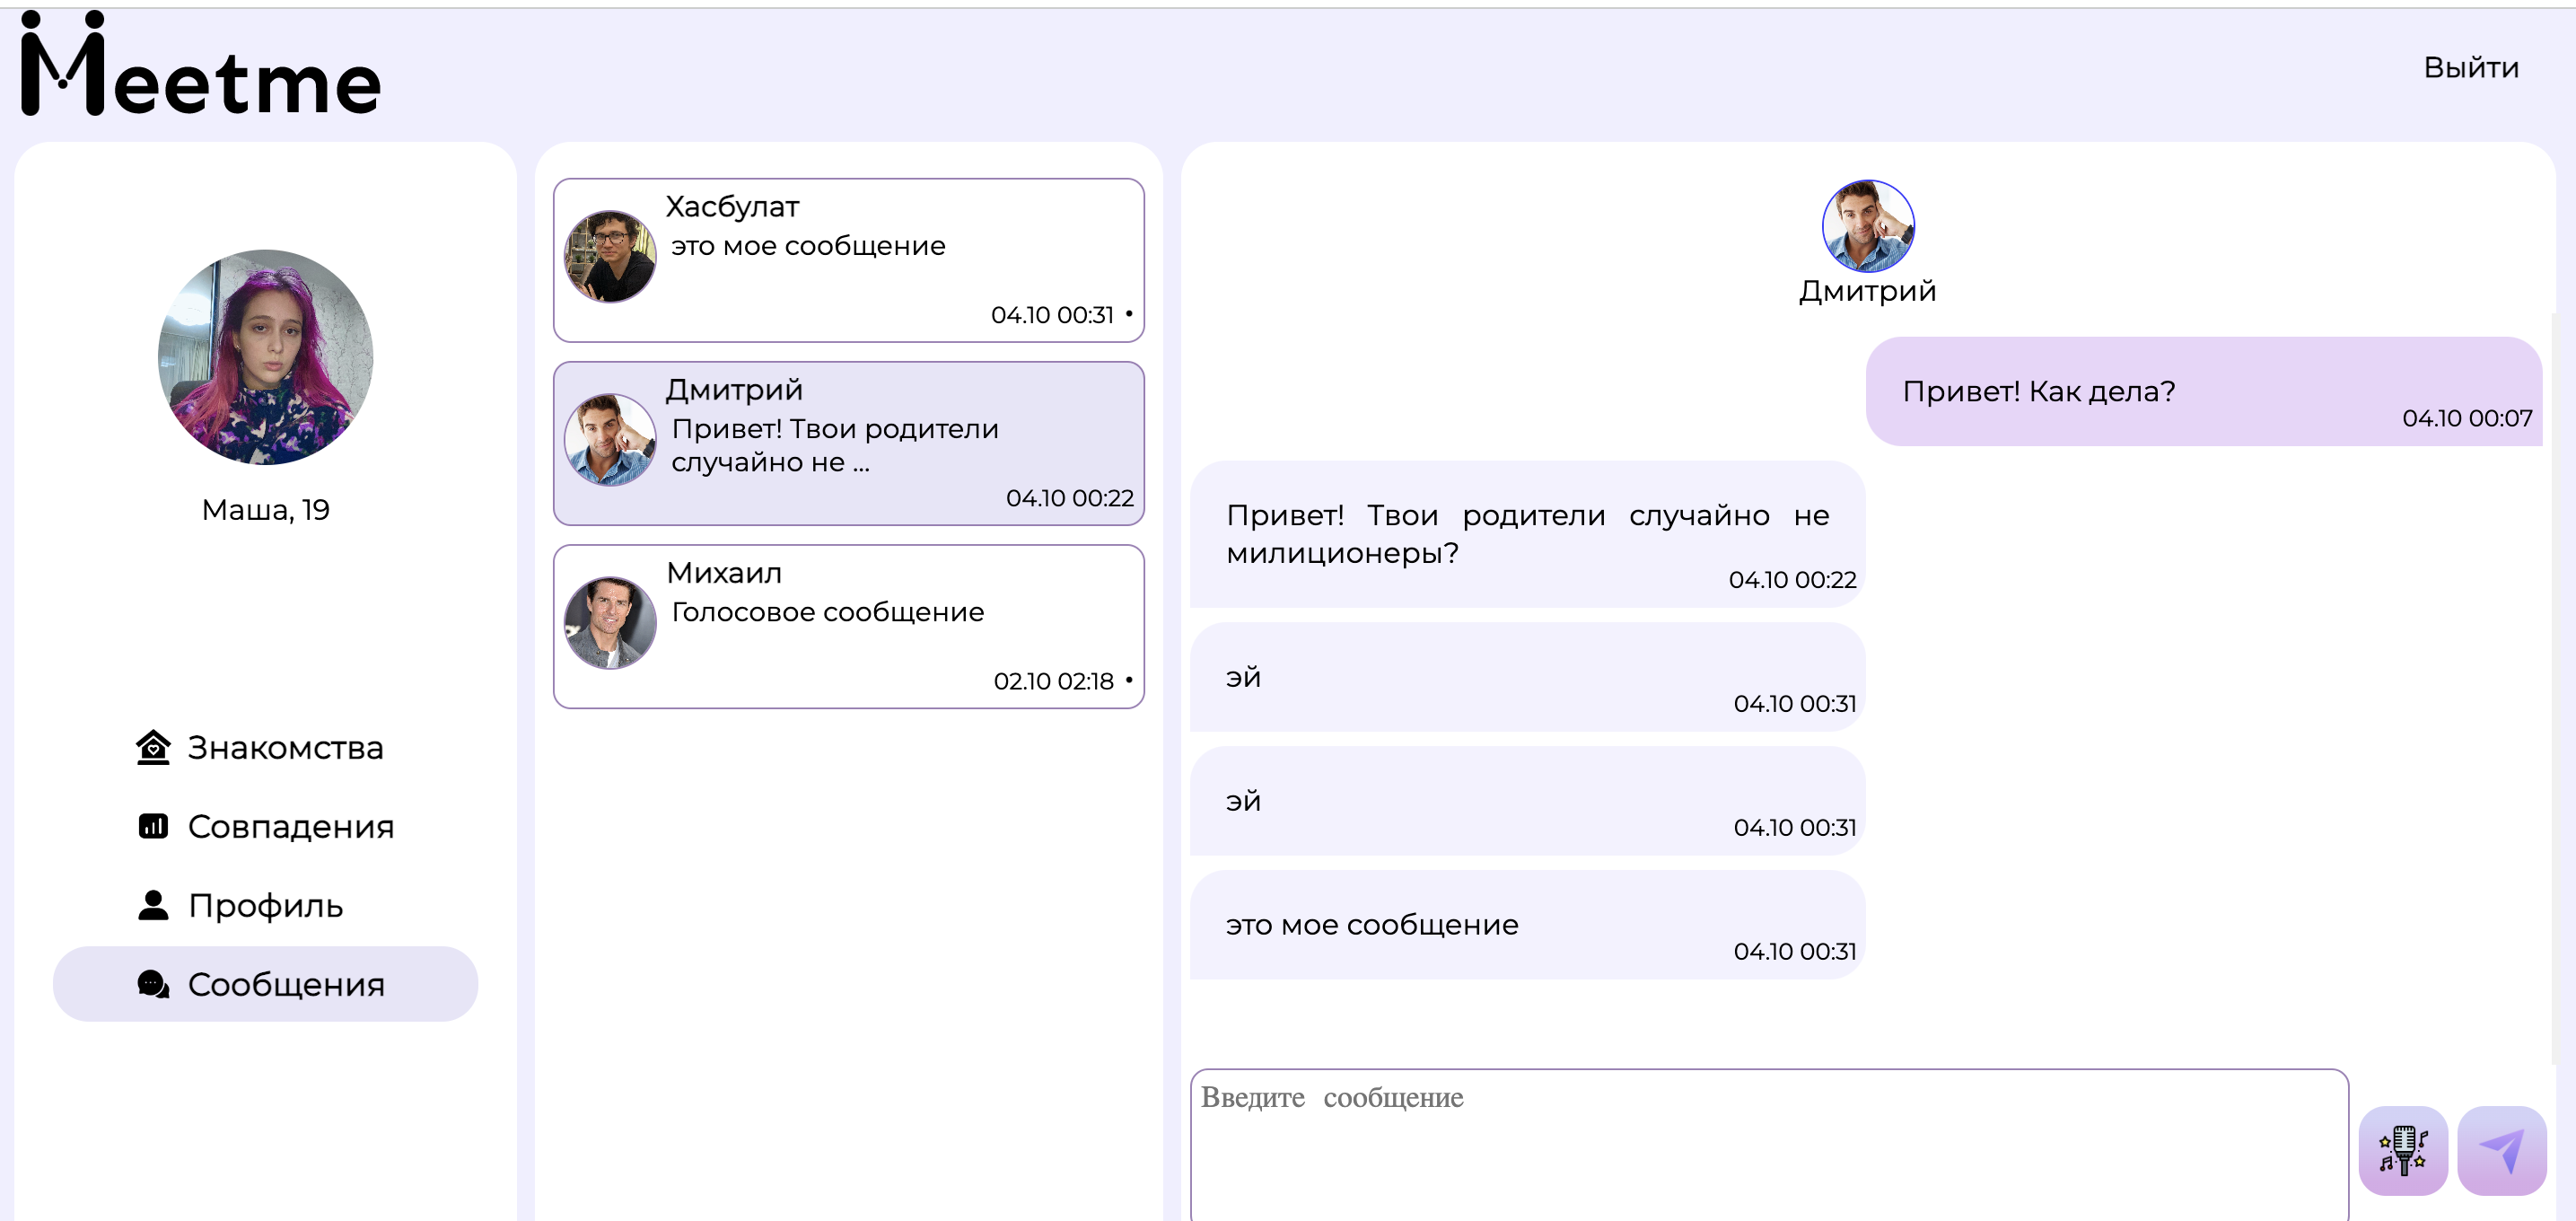 Meetme
Выйти
Маша, 19
Знакомства
Совпадения
Профиль
Сообщения
Хасбулат
это мое сообщение
04.10 00:31 •
Дмитрий
Привет! Твои родители
случайно не ...
04.10 00:22
Михаил
Голосовое сообщение
02.10 02:18 •
Дмитрий
Привет! Как дела?
04.10 00:07
Привет! Твои родители случайно не
милиционеры?
04.10 00:22
эй
04.10 00:31
эй
04.10 00:31
это мое сообщение
04.10 00:31
Введите сообщение